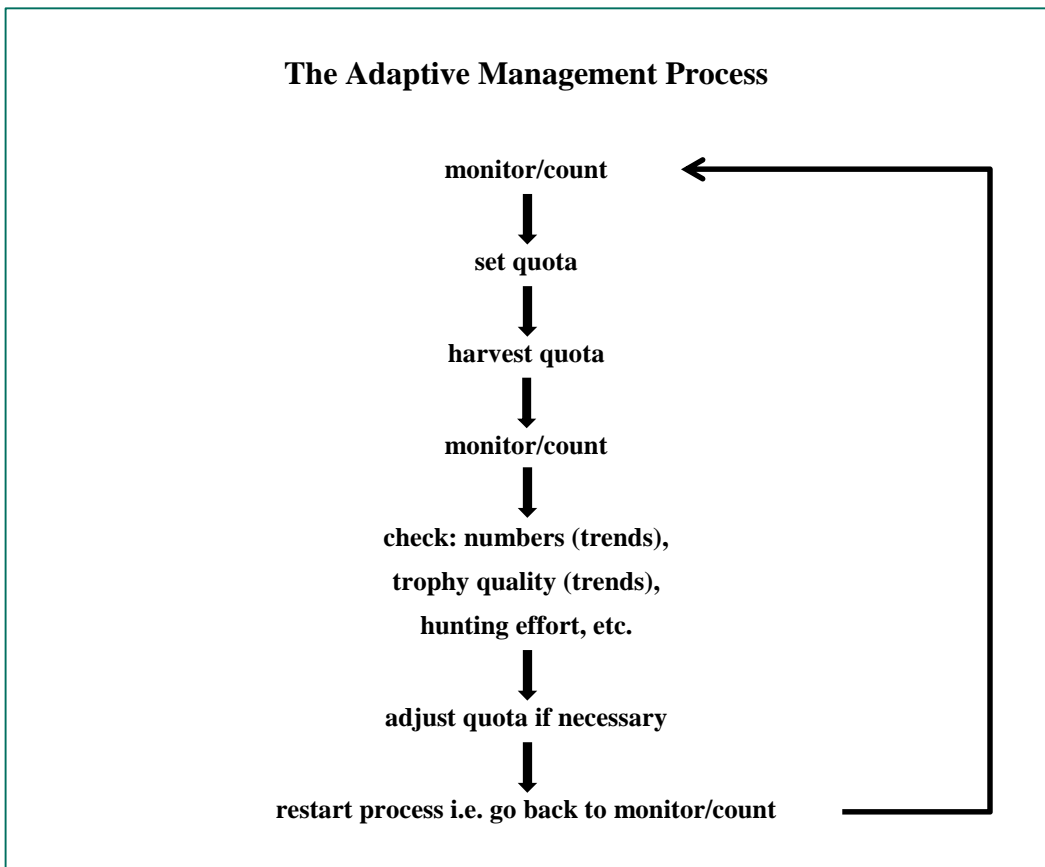 The Adaptive Management Process
monitor/count
set quota
harvest quota
monitor/count
check: numbers (trends),
trophy quality (trends),
hunting effort, etc.
adjust quota if necessary
restart process i.e. go back to monitor/count